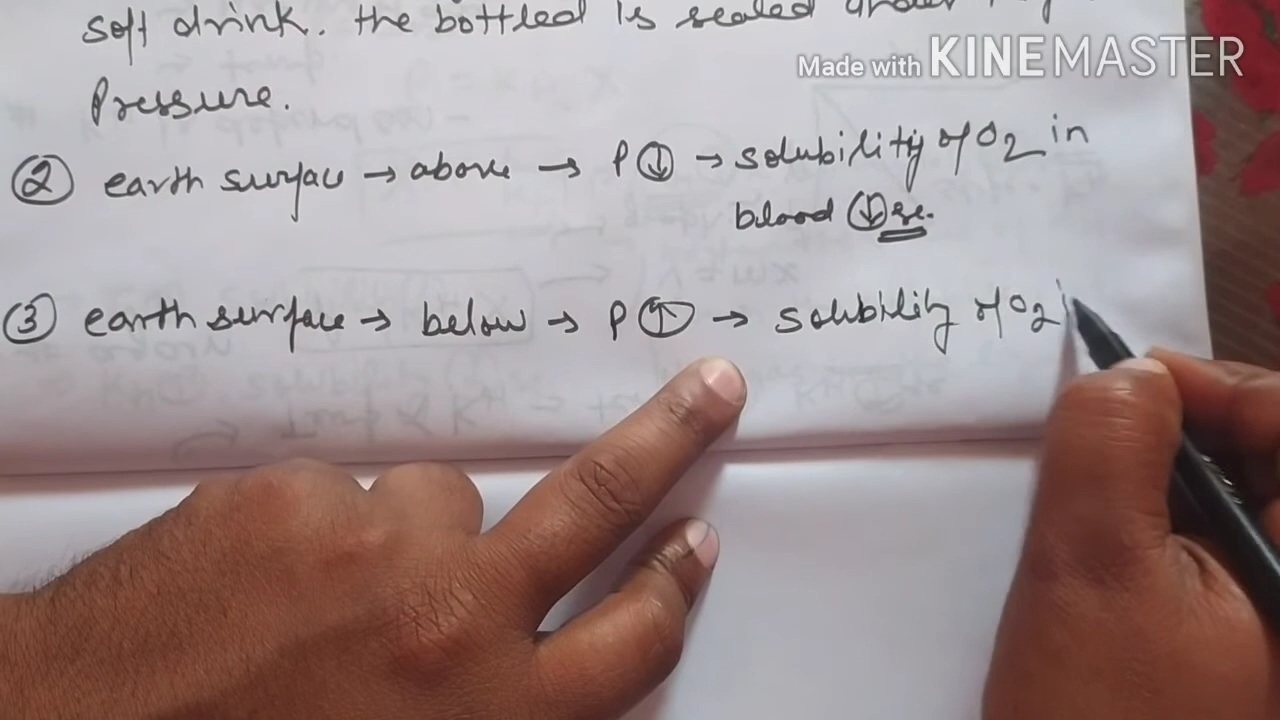 soft drink. the bottled is sealed under
Made with KINEMASTER
Pressure.
② earth surfac → above → P ↓ → solubility of O2 in
blood ↓ se.
③ earth surface → below → P ↑ → solubility of O2 i